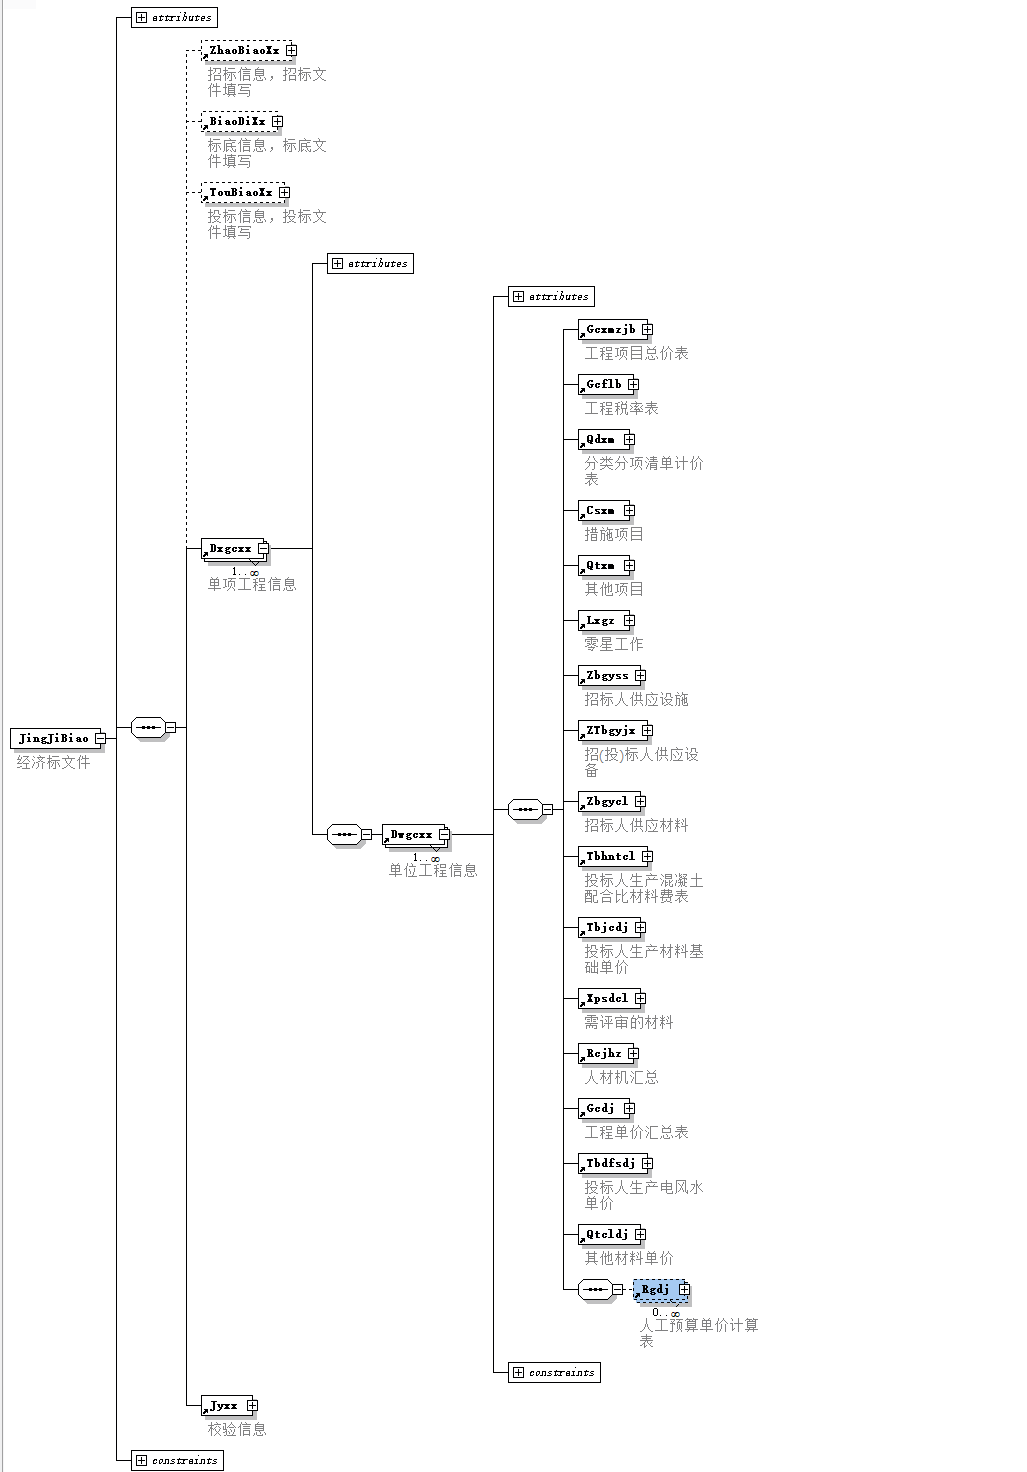 attributes
ZhaoBiaoXx
招标信息，招标文
件填写
BiaoDiXx
标底信息，标底文
件填写
TouBiaoXx
投标信息，投标文
件填写
attributes
attributes
Gcxmzjb
工程项目总价表
Gcflb
工程税率表
Qdxm
分类分项清单计价
表
Csxm
措施项目
Dxgcxx
1..∞
单项工程信息
Qtxm
其他项目
Lxgz
零星工作
Zbgyss
招标人供应设施
JingJiBiao
经济标文件
ZTbgyjx
招(投)标人供应设
备
Zbgycl
招标人供应材料
Dwgcxx
1..∞
单位工程信息
Tbhntcl
投标人生产混凝土
配合比材料费表
Tbjcdj
投标人生产材料基
础单价
Xpsdcl
需评审的材料
Rcjhz
人材机汇总
Gcdj
工程单价汇总表
Tbdfsdj
投标人生产电风水
单价
Qtcldj
其他材料单价
Rgdj
0..∞
人工预算单价计算
表
constraints
Jyxx
校验信息
constraints